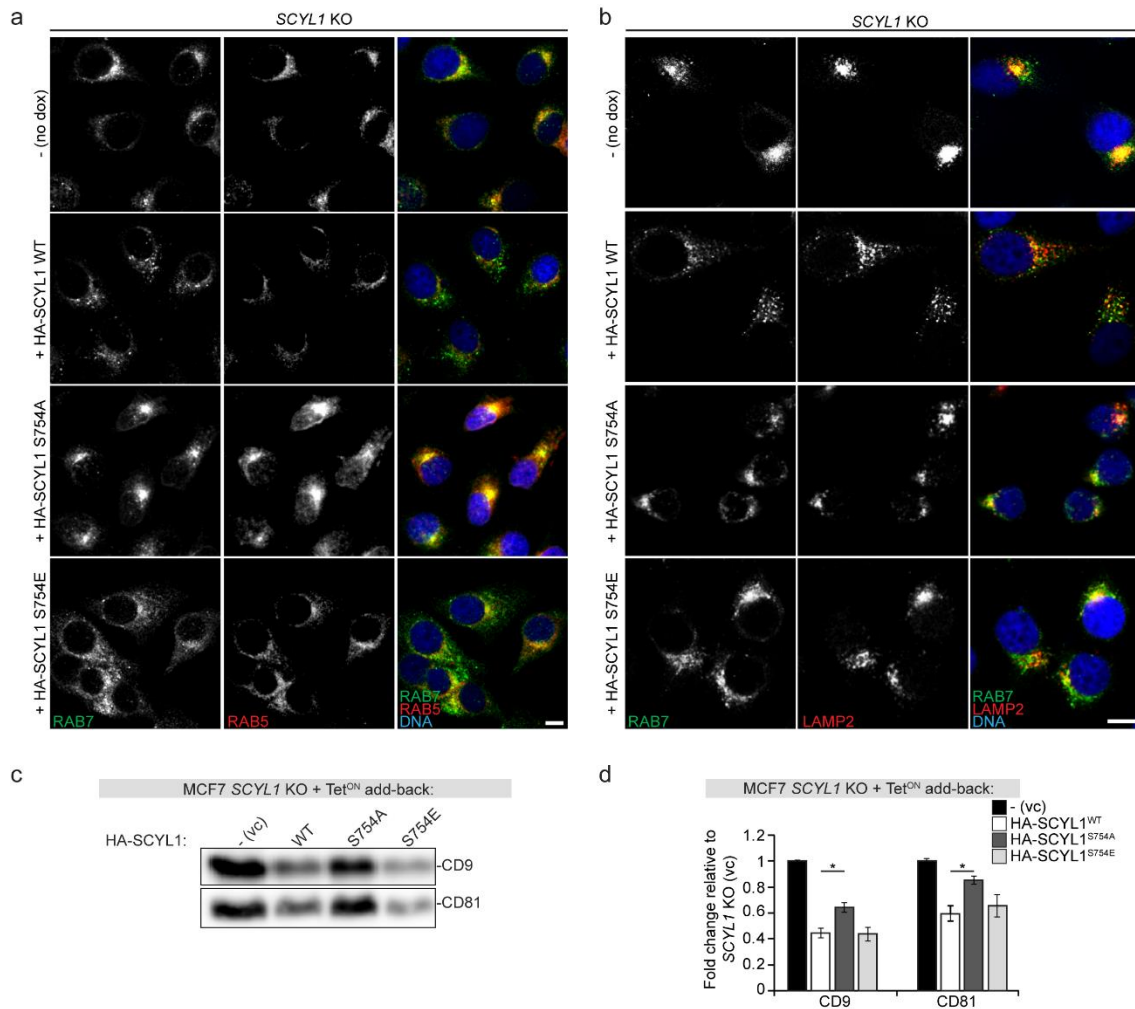 a
SCYL1 KO
- (no dox)
+ HA-SCYL1 WT
+ HA-SCYL1 S754A
+ HA-SCYL1 S754E
RAB7
RAB5
RAB7
RAB5
DNA
b
SCYL1 KO
- (no dox)
+ HA-SCYL1 WT
+ HA-SCYL1 S754A
+ HA-SCYL1 S754E
RAB7
LAMP2
RAB7
LAMP2
DNA
c
MCF7 SCYL1 KO + Tet^ON add-back:
HA-SCYL1: - (vc) WT S754A S754E
-CD9
-CD81
d
MCF7 SCYL1 KO + Tet^ON add-back:
- (vc)
HA-SCYL1^WT
HA-SCYL1^S754A
HA-SCYL1^S754E
Fold change relative to
SCYL1 KO (vc)
1.2
1
0.8
0.6
0.4
0.2
0
*
*
CD9
CD81